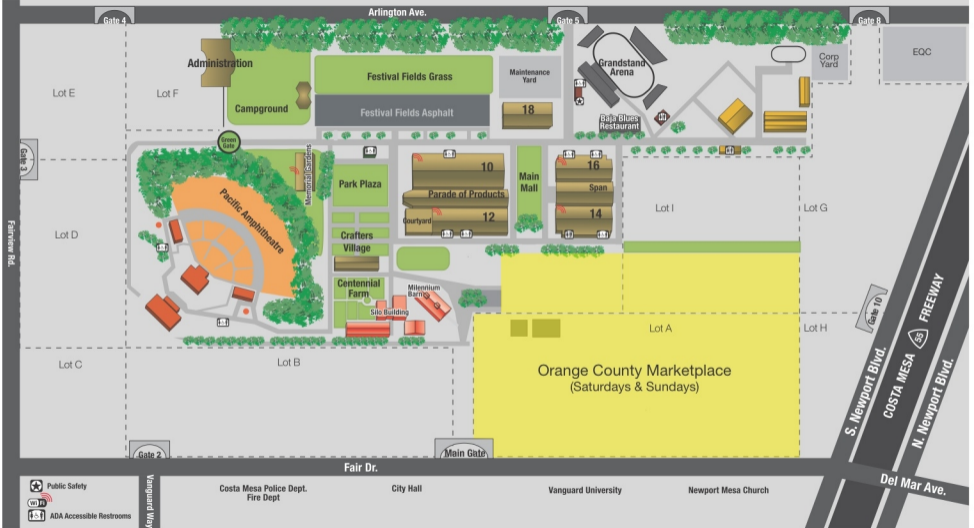 Arlington Ave.
Gate 4
Gate 5
Gate 8
Administration
Lot E
Lot F
Campground
Festival Fields Grass
Festival Fields Asphalt
Maintenance
Yard
18
Grandstand
Arena
Baja Blues
Restaurant
Corp
Yard
EQC
Green
Gate
Gate 3
Memorial Gardens
Park Plaza
10
Parade of Products
Courtyard
12
Main
Mall
16
Span
14
Lot I
Lot G
Fairview Rd.
Lot D
Pacific Amphitheatre
Crafters
Village
Centennial
Farm
Millennium
Barn
Silo Building
Lot A
Lot H
Gate 10
Orange County Marketplace
(Saturdays & Sundays)
Lot C
Lot B
S. Newport Blvd.
COSTA MESA 55 FREEWAY
N. Newport Blvd.
Gate 2
Main Gate
Fair Dr.
Del Mar Ave.
Public Safety
Wi Fi
ADA Accessible Restrooms
Vanguard Way
Costa Mesa Police Dept.
Fire Dept
City Hall
Vanguard University
Newport Mesa Church